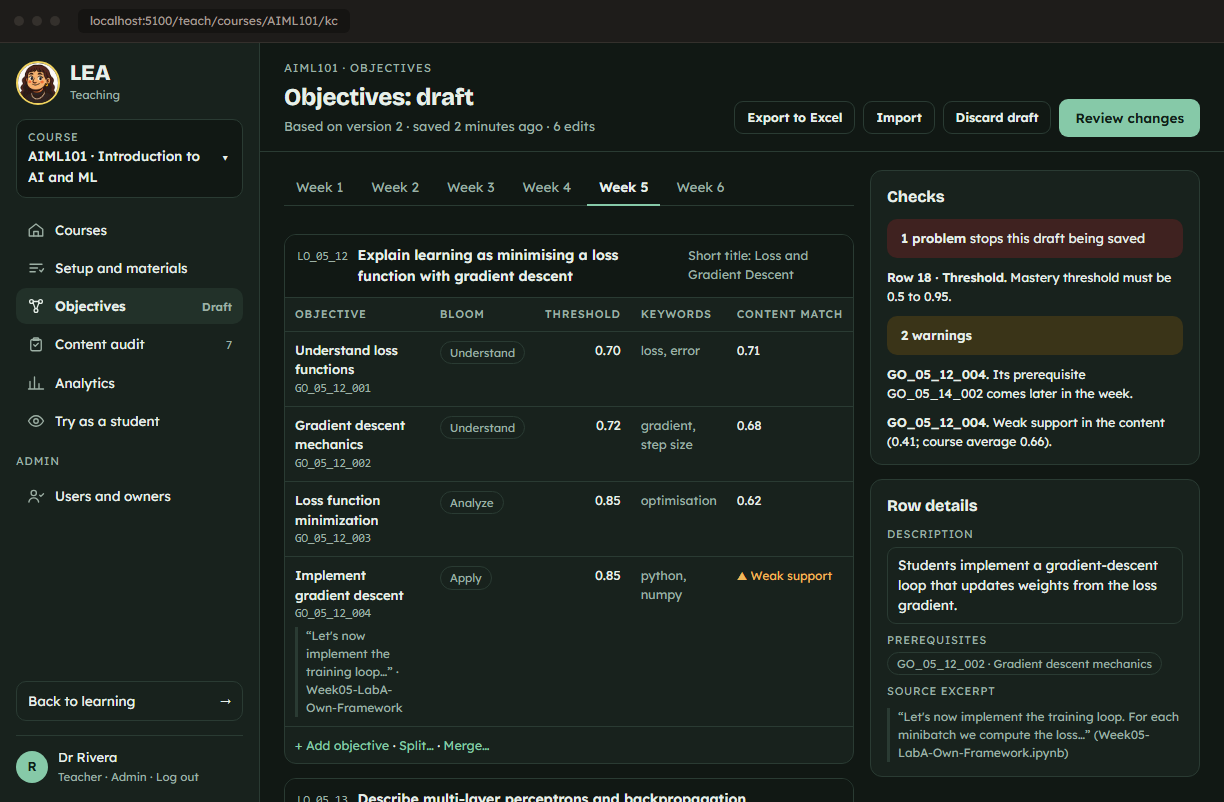 localhost:5100/teach/courses/AIML101/kc
LEA
Teaching
COURSE
AIML101 · Introduction to
AI and ML
Courses
Setup and materials
Objectives Draft
Content audit 7
Analytics
Try as a student
ADMIN
Users and owners
Back to learning →
R
Dr Rivera
Teacher · Admin · Log out
AIML101 · OBJECTIVES
Objectives: draft
Based on version 2 · saved 2 minutes ago · 6 edits
Export to Excel Import Discard draft Review changes
Week 1 Week 2 Week 3 Week 4 Week 5 Week 6
LO_05_12 Explain learning as minimising a loss
function with gradient descent
Short title: Loss and
Gradient Descent
OBJECTIVE BLOOM THRESHOLD KEYWORDS CONTENT MATCH
Understand loss
functions
GO_05_12_001
Understand 0.70 loss, error 0.71
Gradient descent
mechanics
GO_05_12_002
Understand 0.72 gradient,
step size
0.68
Loss function
minimization
GO_05_12_003
Analyze 0.85 optimisation 0.62
Implement
gradient descent
GO_05_12_004
“Let's now
implement the
training loop…” ·
Week05-LabA-
Own-Framework
Apply 0.85 python,
numpy
▲ Weak support
+ Add objective · Split… · Merge…
LO_05_13 Describe multi-layer perceptrons and backpropagation
Checks
1 problem stops this draft being saved
Row 18 · Threshold. Mastery threshold must be
0.5 to 0.95.
2 warnings
GO_05_12_004. Its prerequisite
GO_05_14_002 comes later in the week.
GO_05_12_004. Weak support in the content
(0.41; course average 0.66).
Row details
DESCRIPTION
Students implement a gradient-descent
loop that updates weights from the loss
gradient.
PREREQUISITES
GO_05_12_002 · Gradient descent mechanics
SOURCE EXCERPT
“Let's now implement the training loop. For each
minibatch we compute the loss…” (Week05-
LabA-Own-Framework.ipynb)